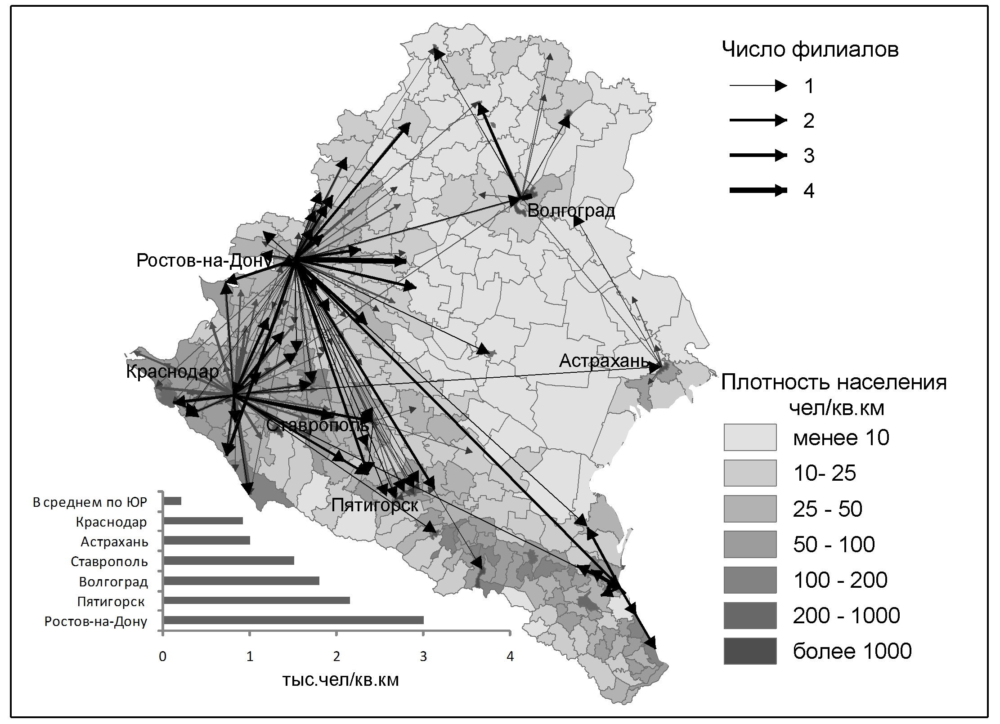 Число филиалов
1
2
3
4
Волгоград
Ростов-на-Дону
Астрахань
Краснодар
Ставрополь
Пятигорск
Плотность населения
чел/кв.км
менее 10
10- 25
25 - 50
50 - 100
100 - 200
200 - 1000
более 1000
В среднем по ЮР
Краснодар
Астрахань
Ставрополь
Волгоград
Пятигорск
Ростов-на-Дону
0 1 2 3 4
тыс.чел/кв.км